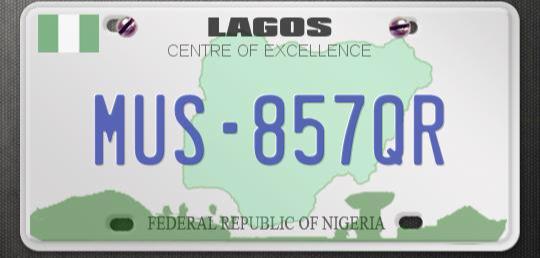 LAGOS
CENTRE OF EXCELLENCE
MUS-857QR
FEDERAL REPUBLIC OF NIGERIA